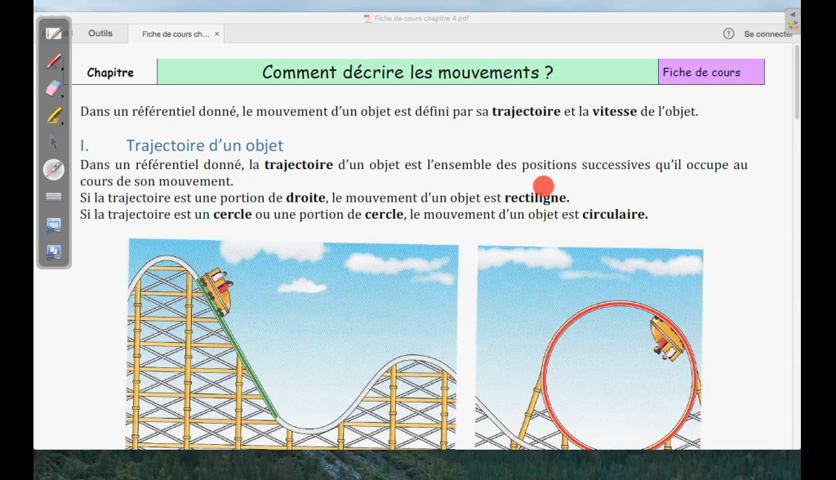 Fiche de cours chapitre 4.pdf
Outils
Fiche de cours ch... ×
?
Se connecter
Chapitre
Comment décrire les mouvements ?
Fiche de cours
Dans un référentiel donné, le mouvement d'un objet est défini par sa trajectoire et la vitesse de l'objet.
I. Trajectoire d'un objet
Dans un référentiel donné, la trajectoire d'un objet est l'ensemble des positions successives qu'il occupe au
cours de son mouvement.
Si la trajectoire est une portion de droite, le mouvement d'un objet est rectiligne.
Si la trajectoire est un cercle ou une portion de cercle, le mouvement d'un objet est circulaire.